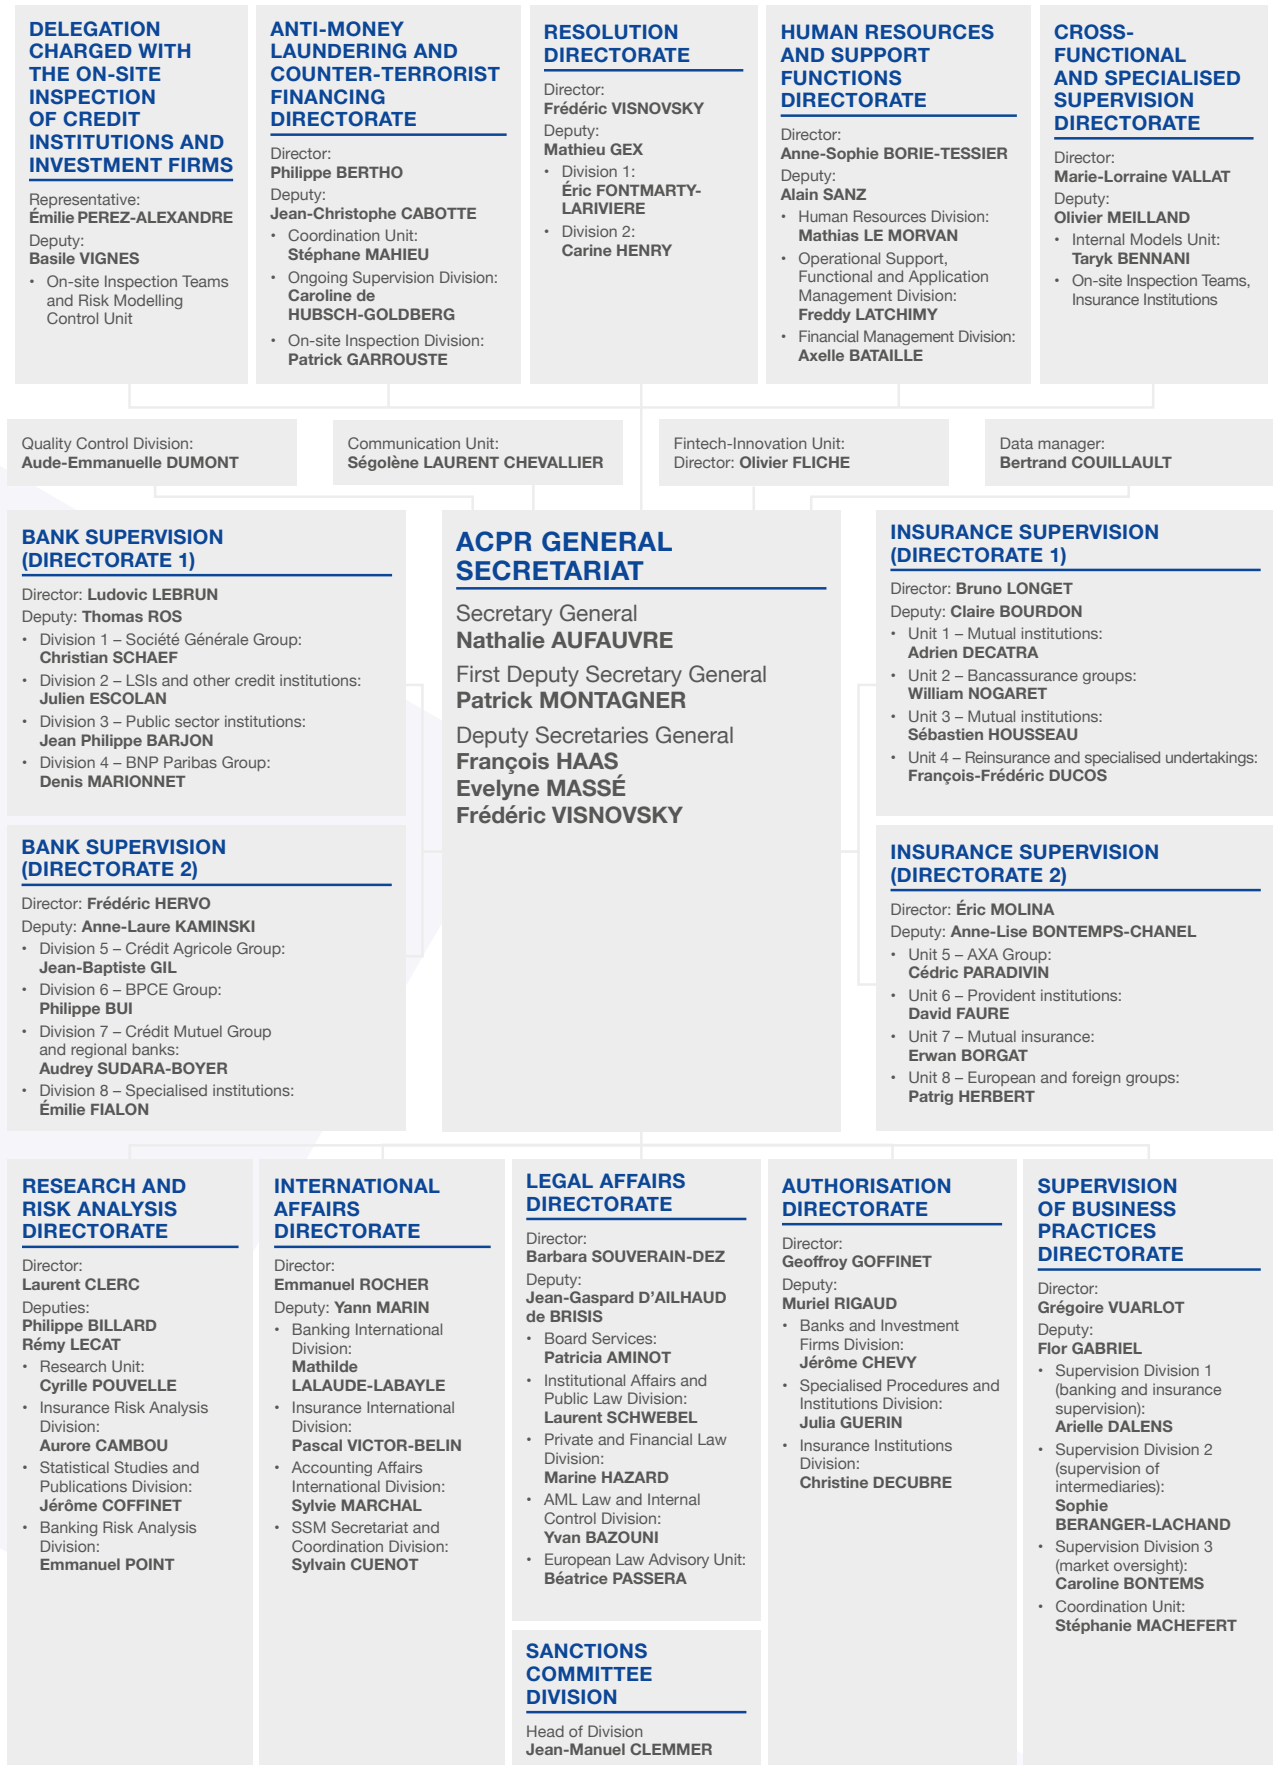 DELEGATION
CHARGED WITH
THE ON-SITE
INSPECTION
OF CREDIT
INSTITUTIONS AND
INVESTMENT FIRMS
Representative:
Émilie PEREZ-ALEXANDRE
Deputy:
Basile VIGNES
• On-site Inspection Teams
and Risk Modelling
Control Unit
ANTI-MONEY
LAUNDERING AND
COUNTER-TERRORIST
FINANCING
DIRECTORATE
Director:
Philippe BERTHO
Deputy:
Jean-Christophe CABOTTE
• Coordination Unit:
Stéphane MAHIEU
• Ongoing Supervision Division:
Caroline de
HUBSCH-GOLDBERG
• On-site Inspection Division:
Patrick GARROUSTE
RESOLUTION
DIRECTORATE
Director:
Frédéric VISNOVSKY
Deputy:
Mathieu GEX
• Division 1:
Éric FONTMARTY-
LARIVIERE
• Division 2:
Carine HENRY
HUMAN RESOURCES
AND SUPPORT
FUNCTIONS
DIRECTORATE
Director:
Anne-Sophie BORIE-TESSIER
Deputy:
Alain SANZ
• Human Resources Division:
Mathias LE MORVAN
• Operational Support,
Functional and Application
Management Division:
Freddy LATCHIMY
• Financial Management Division:
Axelle BATAILLE
CROSS-
FUNCTIONAL
AND SPECIALISED
SUPERVISION
DIRECTORATE
Director:
Marie-Lorraine VALLAT
Deputy:
Olivier MEILLAND
• Internal Models Unit:
Taryk BENNANI
• On-site Inspection Teams,
Insurance Institutions
Quality Control Division:
Aude-Emmanuelle DUMONT
Communication Unit:
Ségolène LAURENT CHEVALLIER
Fintech-Innovation Unit:
Director: Olivier FLICHE
Data manager:
Bertrand COUILLAULT
BANK SUPERVISION
(DIRECTORATE 1)
Director: Ludovic LEBRUN
Deputy: Thomas ROS
• Division 1 – Société Générale Group:
Christian SCHAEF
• Division 2 – LSIs and other credit institutions:
Julien ESCOLAN
• Division 3 – Public sector institutions:
Jean Philippe BARJON
• Division 4 – BNP Paribas Group:
Denis MARIONNET
BANK SUPERVISION
(DIRECTORATE 2)
Director: Frédéric HERVO
Deputy: Anne-Laure KAMINSKI
• Division 5 – Crédit Agricole Group:
Jean-Baptiste GIL
• Division 6 – BPCE Group:
Philippe BUI
• Division 7 – Crédit Mutuel Group
and regional banks:
Audrey SUDARA-BOYER
• Division 8 – Specialised institutions:
Émilie FIALON
ACPR GENERAL
SECRETARIAT
Secretary General
Nathalie AUFAUVRE
First Deputy Secretary General
Patrick MONTAGNER
Deputy Secretaries General
François HAAS
Evelyne MASSÉ
Frédéric VISNOVSKY
INSURANCE SUPERVISION
(DIRECTORATE 1)
Director: Bruno LONGET
Deputy: Claire BOURDON
• Unit 1 – Mutual institutions:
Adrien DECATRA
• Unit 2 – Bancassurance groups:
William NOGARET
• Unit 3 – Mutual institutions:
Sébastien HOUSSEAU
• Unit 4 – Reinsurance and specialised undertakings:
François-Frédéric DUCOS
INSURANCE SUPERVISION
(DIRECTORATE 2)
Director: Éric MOLINA
Deputy: Anne-Lise BONTEMPS-CHANEL
• Unit 5 – AXA Group:
Cédric PARADIVIN
• Unit 6 – Provident institutions:
David FAURE
• Unit 7 – Mutual insurance:
Erwan BORGAT
• Unit 8 – European and foreign groups:
Patrig HERBERT
RESEARCH AND
RISK ANALYSIS
DIRECTORATE
Director:
Laurent CLERC
Deputies:
Philippe BILLARD
Rémy LECAT
• Research Unit:
Cyrille POUVELLE
• Insurance Risk Analysis
Division:
Aurore CAMBOU
• Statistical Studies and
Publications Division:
Jérôme COFFINET
• Banking Risk Analysis
Division:
Emmanuel POINT
INTERNATIONAL
AFFAIRS
DIRECTORATE
Director:
Emmanuel ROCHER
Deputy: Yann MARIN
• Banking International
Division:
Mathilde
LALAUDE-LABAYLE
• Insurance International
Division:
Pascal VICTOR-BELIN
• Accounting Affairs
International Division:
Sylvie MARCHAL
• SSM Secretariat and
Coordination Division:
Sylvain CUENOT
LEGAL AFFAIRS
DIRECTORATE
Director:
Barbara SOUVERAIN-DEZ
Deputy:
Jean-Gaspard D'AILHAUD
de BRISIS
• Board Services:
Patricia AMINOT
• Institutional Affairs and
Public Law Division:
Laurent SCHWEBEL
• Private and Financial Law
Division:
Marine HAZARD
• AML Law and Internal
Control Division:
Yvan BAZOUNI
• European Law Advisory Unit:
Béatrice PASSERA
SANCTIONS
COMMITTEE
DIVISION
Head of Division
Jean-Manuel CLEMMER
AUTHORISATION
DIRECTORATE
Director:
Geoffroy GOFFINET
Deputy:
Muriel RIGAUD
• Banks and Investment
Firms Division:
Jérôme CHEVY
• Specialised Procedures and
Institutions Division:
Julia GUERIN
• Insurance Institutions
Division:
Christine DECUBRE
SUPERVISION
OF BUSINESS
PRACTICES
DIRECTORATE
Director:
Grégoire VUARLOT
Deputy:
Flor GABRIEL
• Supervision Division 1
(banking and insurance
supervision):
Arielle DALENS
• Supervision Division 2
(supervision of
intermediaries):
Sophie
BERANGER-LACHAND
• Supervision Division 3
(market oversight):
Caroline BONTEMS
• Coordination Unit:
Stéphanie MACHEFERT